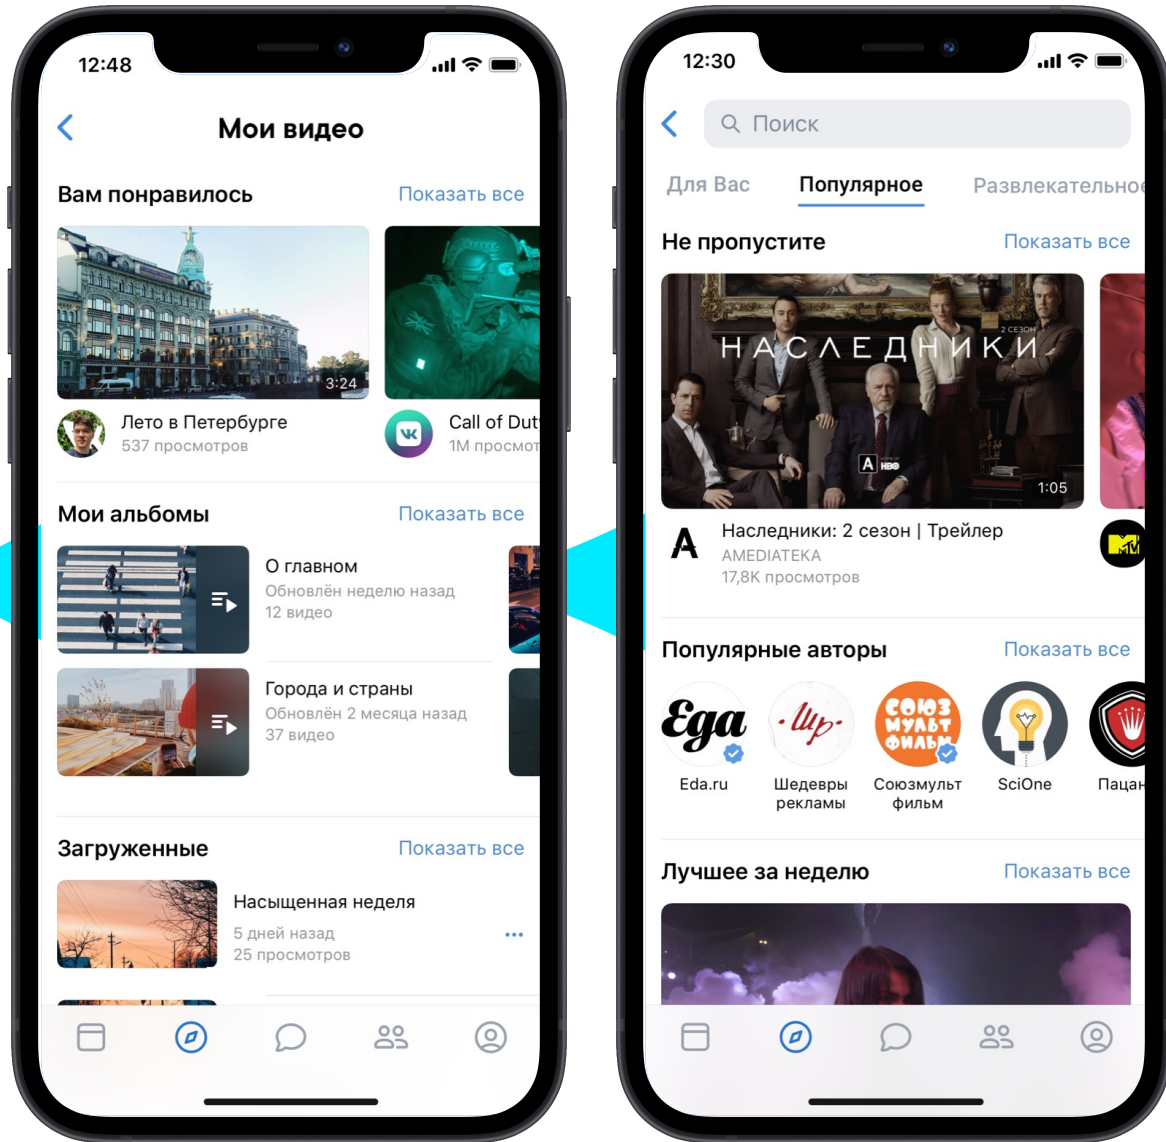 12:48
Мои видео
Вам понравилось
Показать все
3:24
Лето в Петербурге
537 просмотров
Call of Dut
1M просмот
Мои альбомы
Показать все
О главном
Обновлён неделю назад
12 видео
Города и страны
Обновлён 2 месяца назад
37 видео
Загруженные
Показать все
Насыщенная неделя
5 дней назад
25 просмотров
12:30
Поиск
Для Вас
Популярное
Развлекательное
Не пропустите
Показать все
2 СЕЗОН
НАСЛЕДНИКИ
A HOME OF HBO
1:05
A
Наследники: 2 сезон | Трейлер
AMEDIATEKA
17,8K просмотров
MTV
Популярные авторы
Показать все
Еда
Шр
СОЮЗ
МУЛЬТ
ФИЛЬМ
Eda.ru
Шедевры
рекламы
Союзмульт
фильм
SciOne
Пацан
Лучшее за неделю
Показать все